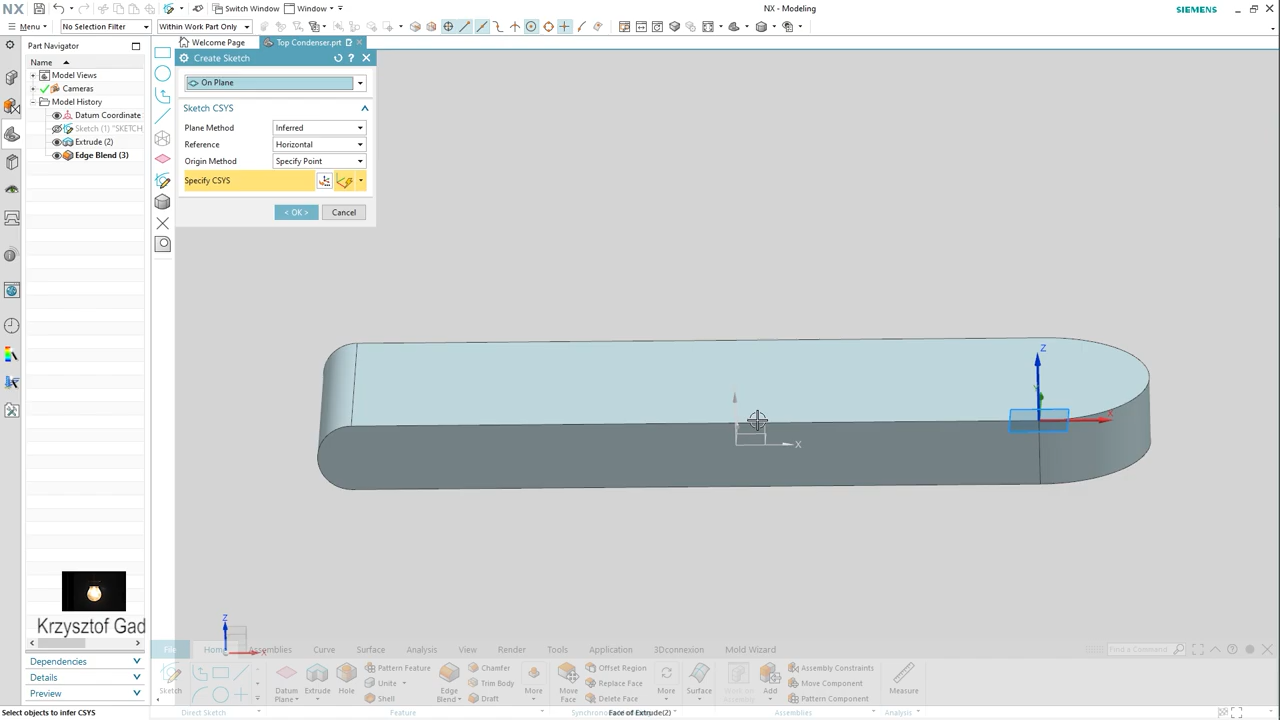 NX
Switch Window
Window
NX - Modeling
SIEMENS
Menu
No Selection Filter
Within Work Part Only
Part Navigator
Welcome Page
Top Condenser.prt
Name
Create Sketch
Model Views
On Plane
Cameras
Model History
Sketch CSYS
Datum Coordinate
Plane Method
Inferred
Sketch (1) "SKETCH
Extrude (2)
Reference
Horizontal
Edge Blend (3)
Origin Method
Specify Point
Specify CSYS
< OK >
Cancel
Z
X
X
Krzysztof Gad
Z
Dependencies
Details
Preview
File
Assemblies
Curve
Surface
Analysis
View
Render
Tools
Application
3Dconnexion
Mold Wizard
Find a Command
Sketch
Datum Plane
Extrude
Hole
Pattern Feature
Unite
Shell
Edge Blend
Chamfer
Trim Body
Draft
More
Move Face
Offset Region
Replace Face
Delete Face
More
Surface
Add
Assembly Constraints
Move Component
Pattern Component
Measure
Direct Sketch
Feature
Face of Extrude(2)
Assemblies
Analysis
Select objects to infer CSYS